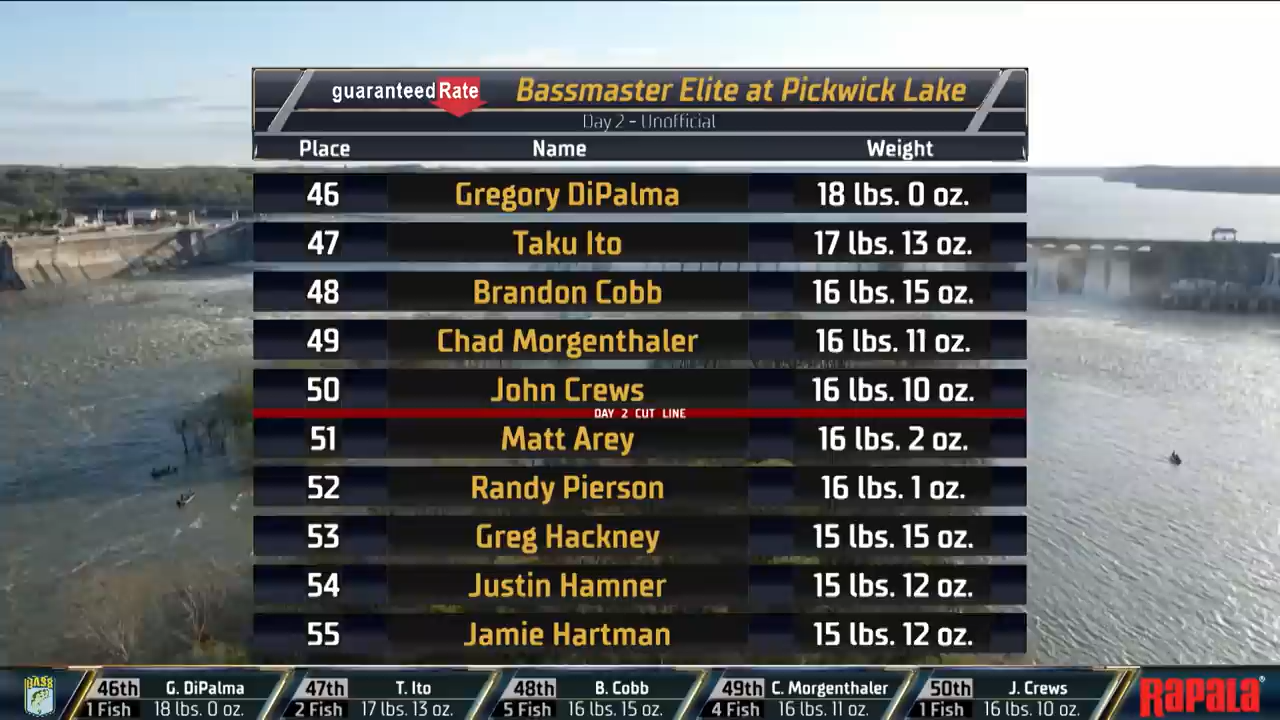 guaranteed Rate Bassmaster Elite at Pickwick Lake
Day 2 - Unofficial
Place Name Weight
46 Gregory DiPalma 18 lbs. 0 oz.
47 Taku Ito 17 lbs. 13 oz.
48 Brandon Cobb 16 lbs. 15 oz.
49 Chad Morgenthaler 16 lbs. 11 oz.
50 John Crews 16 lbs. 10 oz.
DAY 2 CUT LINE
51 Matt Arey 16 lbs. 2 oz.
52 Randy Pierson 16 lbs. 1 oz.
53 Greg Hackney 15 lbs. 15 oz.
54 Justin Hamner 15 lbs. 12 oz.
55 Jamie Hartman 15 lbs. 12 oz.
BASS 46th G. DiPalma 47th T. Ito 48th B. Cobb 49th C. Morgenthaler 50th J. Crews RAPALA®
1 Fish 18 lbs. 0 oz. 2 Fish 17 lbs. 13 oz. 5 Fish 16 lbs. 15 oz. 4 Fish 16 lbs. 11 oz. 1 Fish 16 lbs. 10 oz.